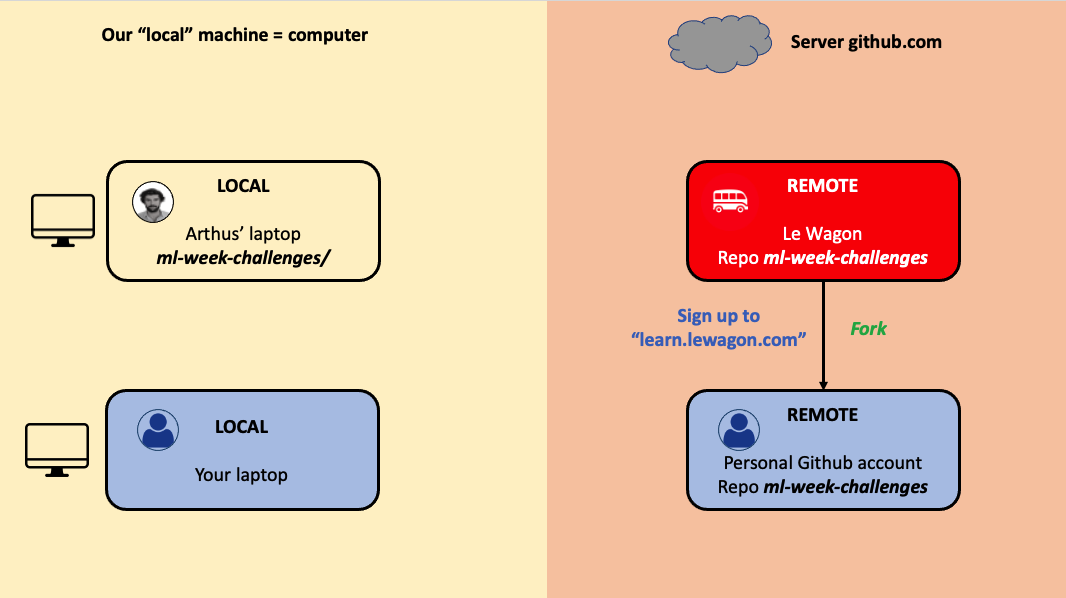 Our “local” machine = computer
Server github.com
LOCAL
Arthus’ laptop
ml-week-challenges/
REMOTE
Le Wagon
Repo ml-week-challenges
Sign up to
“learn.lewagon.com”
Fork
LOCAL
Your laptop
REMOTE
Personal Github account
Repo ml-week-challenges